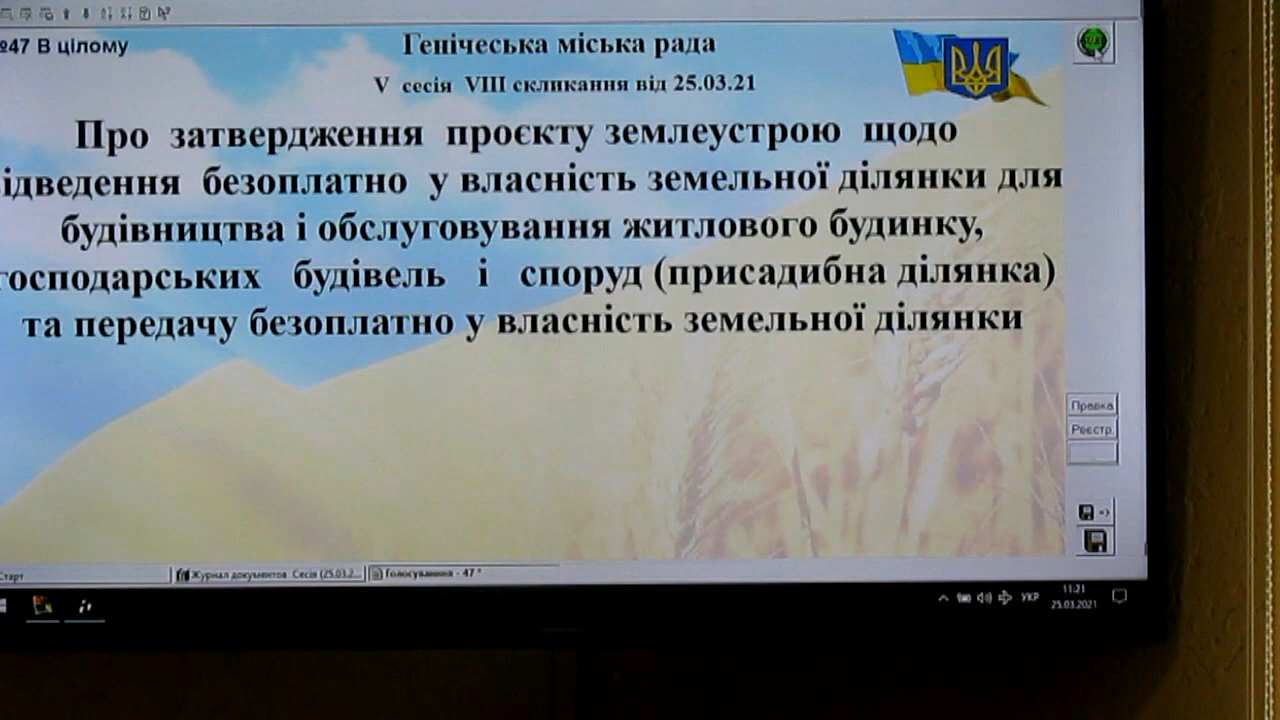 №47 В цілому
Генічеська міська рада
V сесія VIII скликання від 25.03.21
Про затвердження проєкту землеустрою щодо
ідведення безоплатно у власність земельної ділянки для
будівництва і обслуговування житлового будинку,
господарських будівель і споруд (присадибна ділянка)
та передачу безоплатно у власність земельної ділянки
Правка
Реєстр.
Старт
Журнал документов: Сесія (25.03.2...
Голосування - 47 *
УКР
11:21
25.03.2021